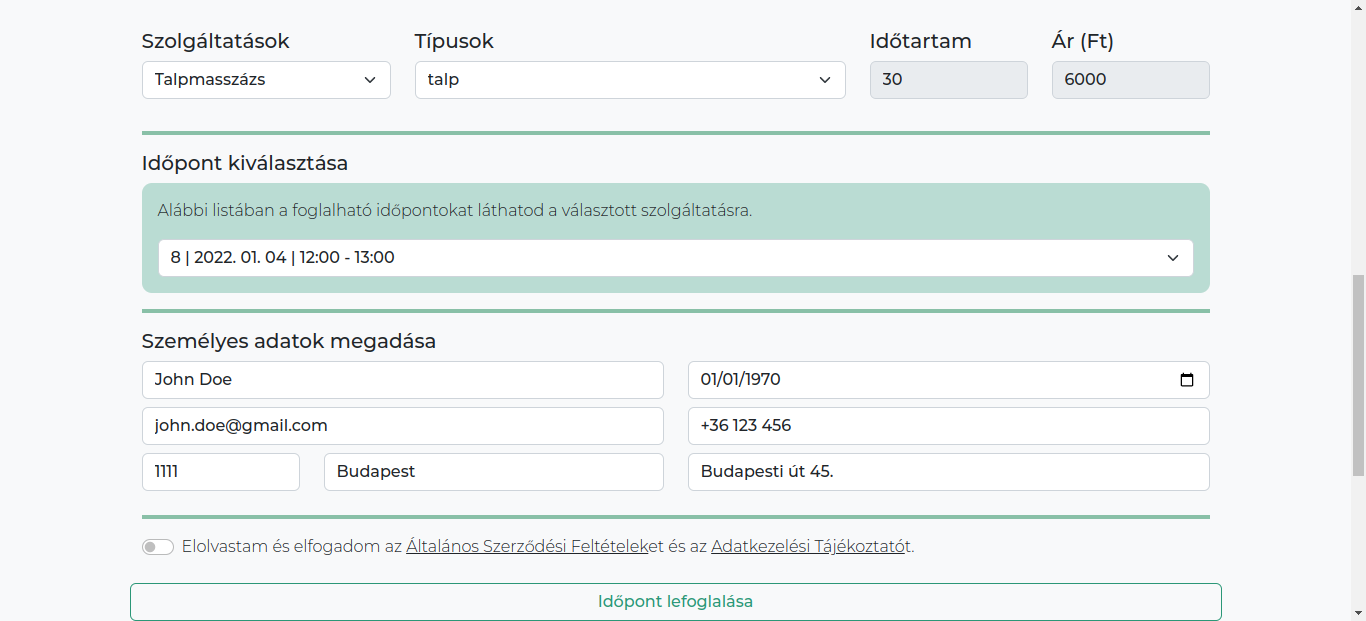 Szolgáltatások Típusok Időtartam Ár (Ft)
Talpmasszázs talp 30 6000
Időpont kiválasztása
Alábbi listában a foglalható időpontokat láthatod a választott szolgáltatásra.
8 | 2022. 01. 04 | 12:00 - 13:00
Személyes adatok megadása
John Doe 01/01/1970
john.doe@gmail.com +36 123 456
1111 Budapest Budapesti út 45.
Elolvastam és elfogadom az Általános Szerződési Feltételeket és az Adatkezelési Tájékoztatót.
Időpont lefoglalása